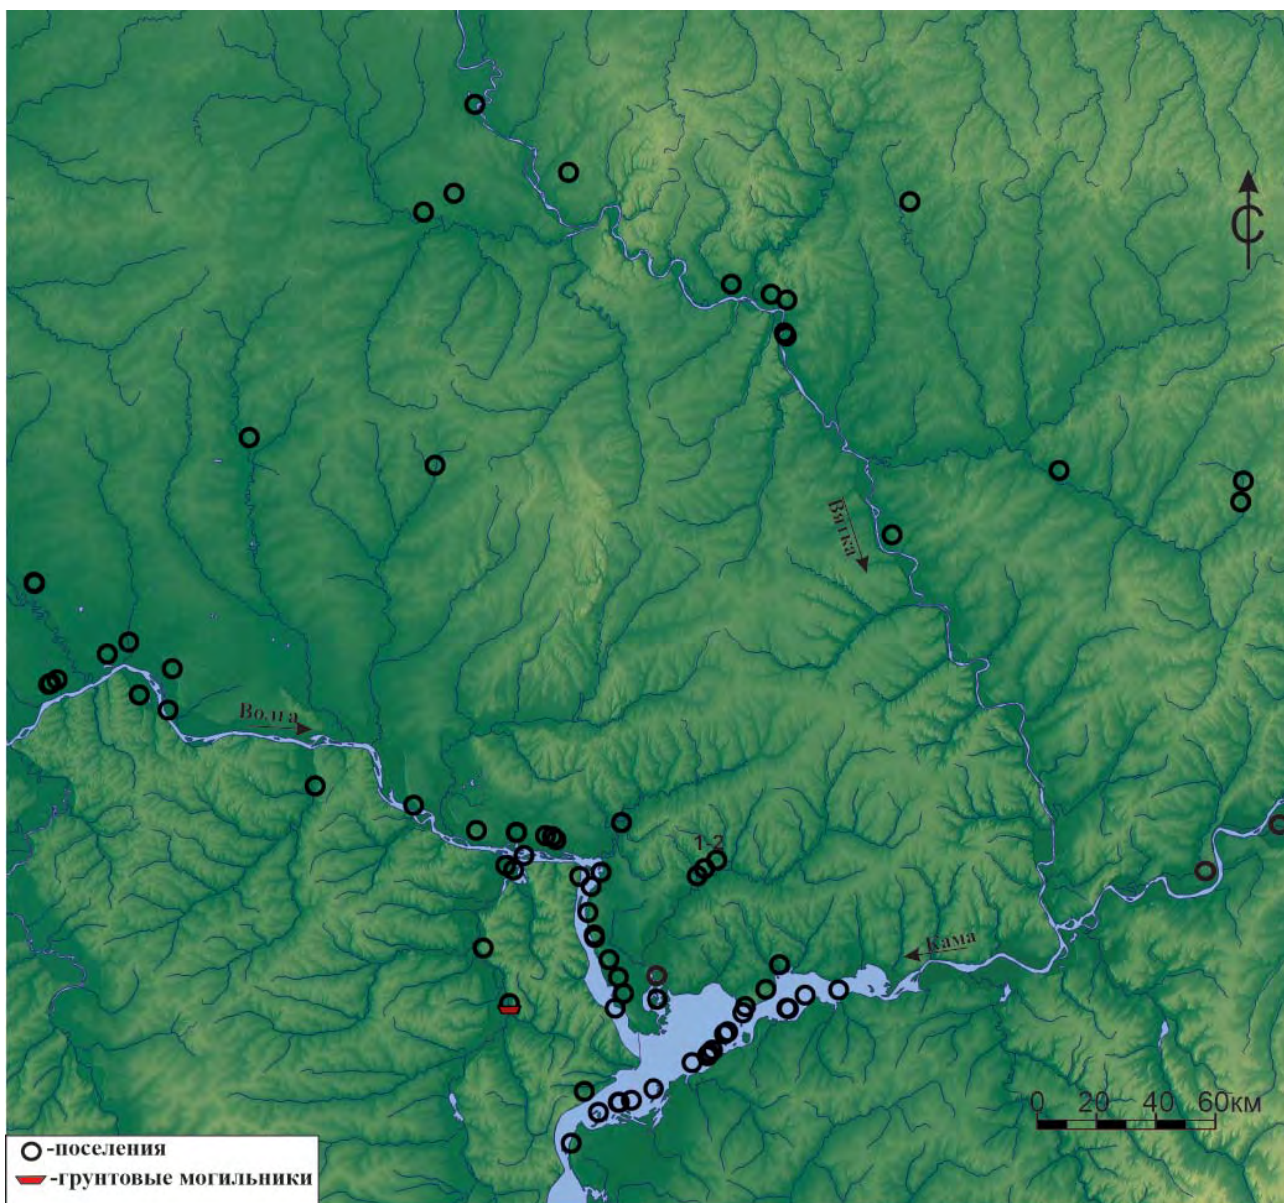 С
Вятка
Волга
1-2
Кама
0 20 40 60км
-поселения
-грунтовые могильники